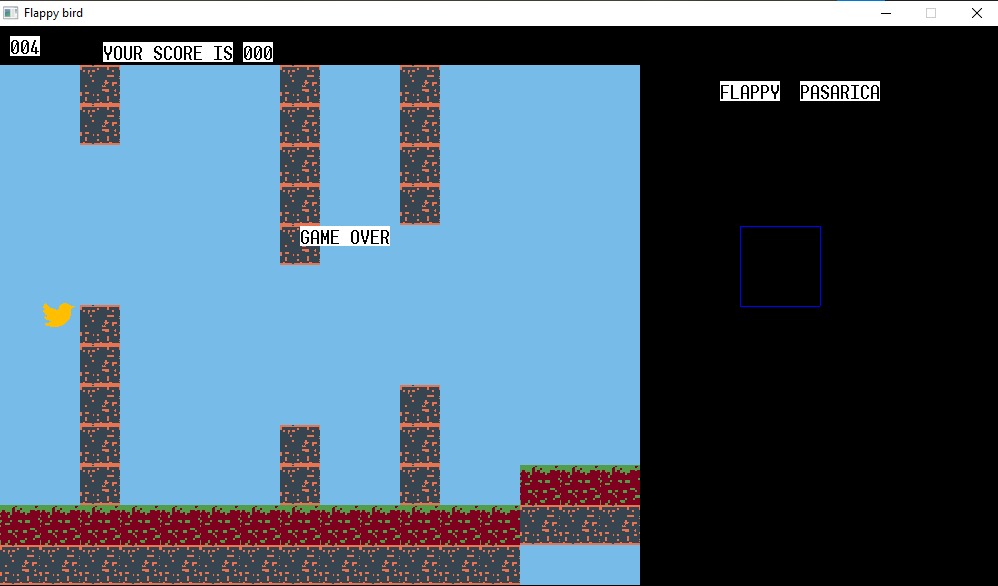 Flappy bird
004
YOUR SCORE IS 000
FLAPPY PASARICA
GAME OVER